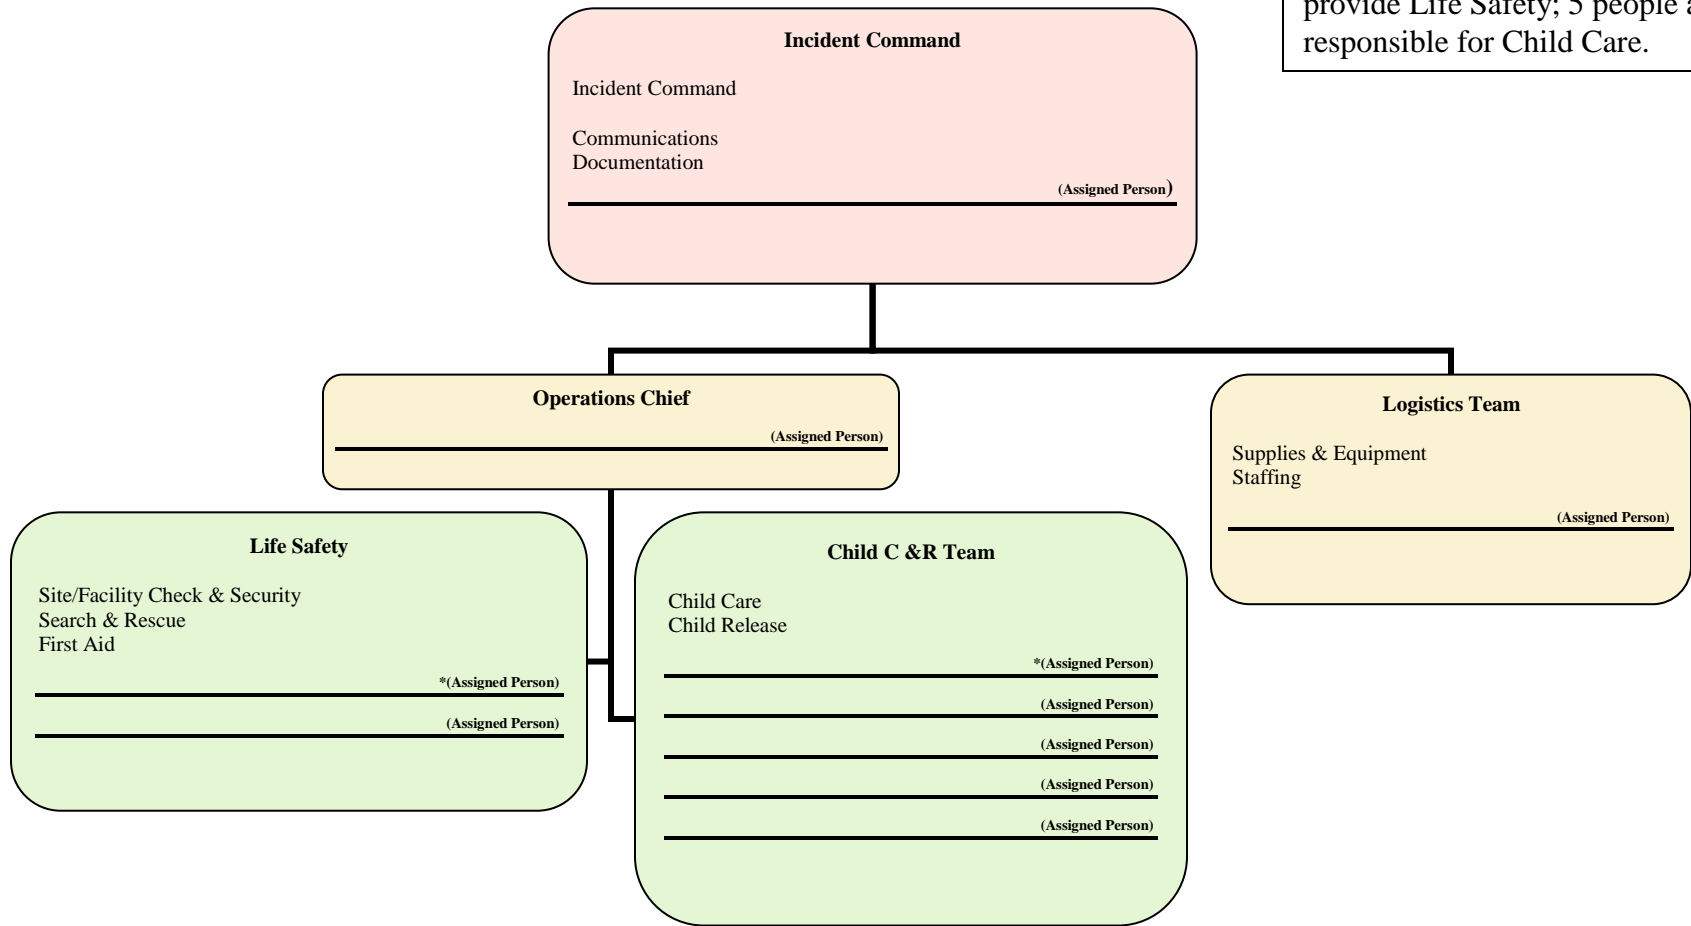 provide Life Safety; 5 people
responsible for Child Care.
Incident Command
Incident Command
Communications
Documentation
(Assigned Person)
Operations Chief
(Assigned Person)
Logistics Team
Supplies & Equipment
Staffing
(Assigned Person)
Life Safety
Site/Facility Check & Security
Search & Rescue
First Aid
*(Assigned Person)
(Assigned Person)
Child C &R Team
Child Care
Child Release
*(Assigned Person)
(Assigned Person)
(Assigned Person)
(Assigned Person)
(Assigned Person)